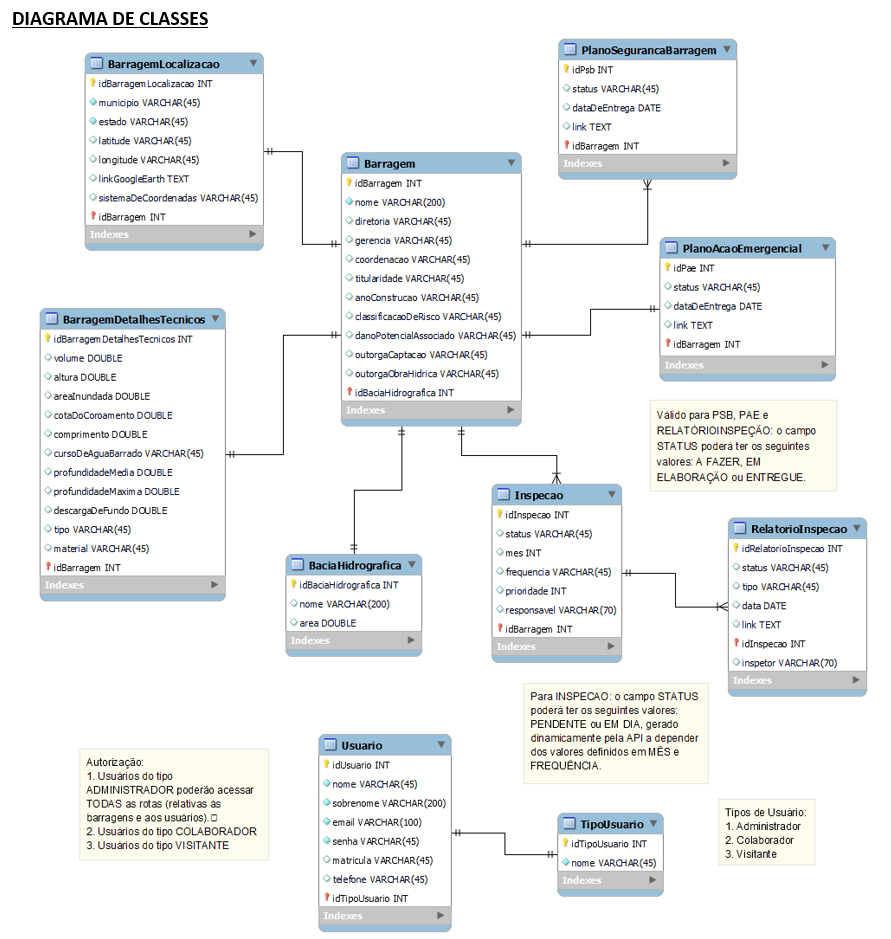 DIAGRAMA DE CLASSES
BarragemLocalizacao
idBarragemLocalizacao INT
municipio VARCHAR(45)
estado VARCHAR(45)
latitude VARCHAR(45)
longitude VARCHAR(45)
linkGoogleEarth TEXT
sistemaDeCoordenadas VARCHAR(45)
idBarragem INT
Indexes
PlanoSegurancaBarragem
idPsb INT
status VARCHAR(45)
dataDeEntrega DATE
link TEXT
idBarragem INT
Indexes
Barragem
idBarragem INT
nome VARCHAR(200)
diretoria VARCHAR(45)
gerencia VARCHAR(45)
coordenacao VARCHAR(45)
titularidade VARCHAR(45)
anoConstrucao VARCHAR(45)
classificacaoDeRisco VARCHAR(45)
danoPotencialAssociado VARCHAR(45)
outorgaCaptacao VARCHAR(45)
outorgaObraHidrica VARCHAR(45)
idBaciaHidrografica INT
Indexes
PlanoAcaoEmergencial
idPae INT
status VARCHAR(45)
dataDeEntrega DATE
link TEXT
idBarragem INT
Indexes
BarragemDetalhesTecnicos
idBarragemDetalhesTecnicos INT
volume DOUBLE
altura DOUBLE
areaInundada DOUBLE
cotaDoCoroamento DOUBLE
comprimento DOUBLE
cursoDeAguaBarrado VARCHAR(45)
profundidadeMedia DOUBLE
profundidadeMaxima DOUBLE
descargaDeFundo DOUBLE
tipo VARCHAR(45)
material VARCHAR(45)
idBarragem INT
Indexes
Válido para PSB, PAE e
RELATÓRIOINSPEÇÃO: o campo
STATUS poderá ter os seguintes
valores: A FAZER, EM
ELABORAÇÃO ou ENTREGUE.
Inspecao
idInspecao INT
status VARCHAR(45)
mes INT
frequencia VARCHAR(45)
prioridade INT
responsavel VARCHAR(70)
idBarragem INT
Indexes
RelatorioInspecao
idRelatorioInspecao INT
status VARCHAR(45)
tipo VARCHAR(45)
data DATE
link TEXT
idInspecao INT
inspetor VARCHAR(70)
Indexes
BaciaHidrografica
idBaciaHidrografica INT
nome VARCHAR(200)
area DOUBLE
Indexes
Para INSPECAO: o campo STATUS
poderá ter os seguintes valores:
PENDENTE ou EM DIA, gerado
dinamicamente pela API a depender
dos valores definidos em MÊS e
FREQUÊNCIA.
Autorização:
1. Usuários do tipo
ADMINISTRADOR poderão acessar
TODAS as rotas (relativas às
barragens e aos usuários).
2. Usuários do tipo COLABORADOR
3. Usuários do tipo VISITANTE
Usuario
idUsuario INT
nome VARCHAR(45)
sobrenome VARCHAR(200)
email VARCHAR(100)
senha VARCHAR(45)
matricula VARCHAR(45)
telefone VARCHAR(45)
idTipoUsuario INT
Indexes
TipoUsuario
idTipoUsuario INT
nome VARCHAR(45)
Indexes
Tipos de Usuário:
1. Administrador
2. Colaborador
3. Visitante